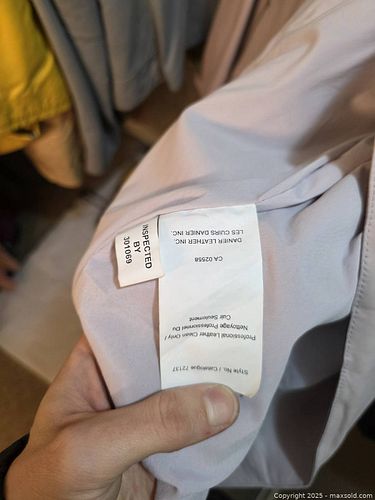 INSPECTED
BY
301069
Style No. / Catalogue 72137
Professional Leather Clean Only /
Nettoyage Professionnel Du
Cuir Seulement
CA 02558
DANIER LEATHER INC.
LES CUIRS DANIER INC.
Copyright 2025 - maxsold.com